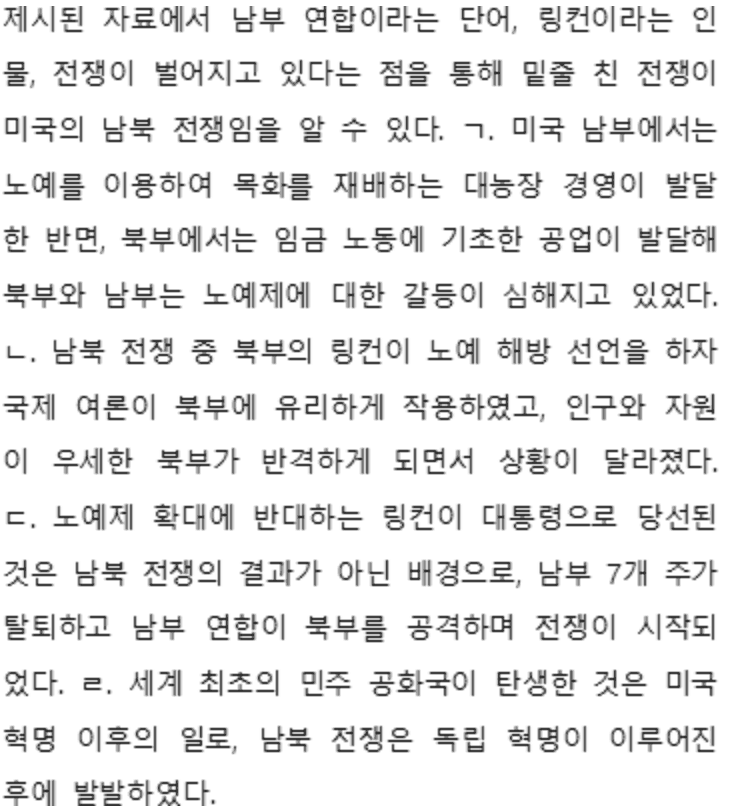 제시된 자료에서 남부 연합이라는 단어, 링컨이라는 인
물, 전쟁이 벌어지고 있다는 점을 통해 밑줄 친 전쟁이
미국의 남북 전쟁임을 알 수 있다. ㄱ. 미국 남부에서는
노예를 이용하여 목화를 재배하는 대농장 경영이 발달
한 반면, 북부에서는 임금 노동에 기초한 공업이 발달해
북부와 남부는 노예제에 대한 갈등이 심해지고 있었다.
ㄴ. 남북 전쟁 중 북부의 링컨이 노예 해방 선언을 하자
국제 여론이 북부에 유리하게 작용하였고, 인구와 자원
이 우세한 북부가 반격하게 되면서 상황이 달라졌다.
ㄷ. 노예제 확대에 반대하는 링컨이 대통령으로 당선된
것은 남북 전쟁의 결과가 아닌 배경으로, 남부 7개 주가
탈퇴하고 남부 연합이 북부를 공격하며 전쟁이 시작되
었다. ㄹ. 세계 최초의 민주 공화국이 탄생한 것은 미국
혁명 이후의 일로, 남북 전쟁은 독립 혁명이 이루어진
후에 발발하였다.